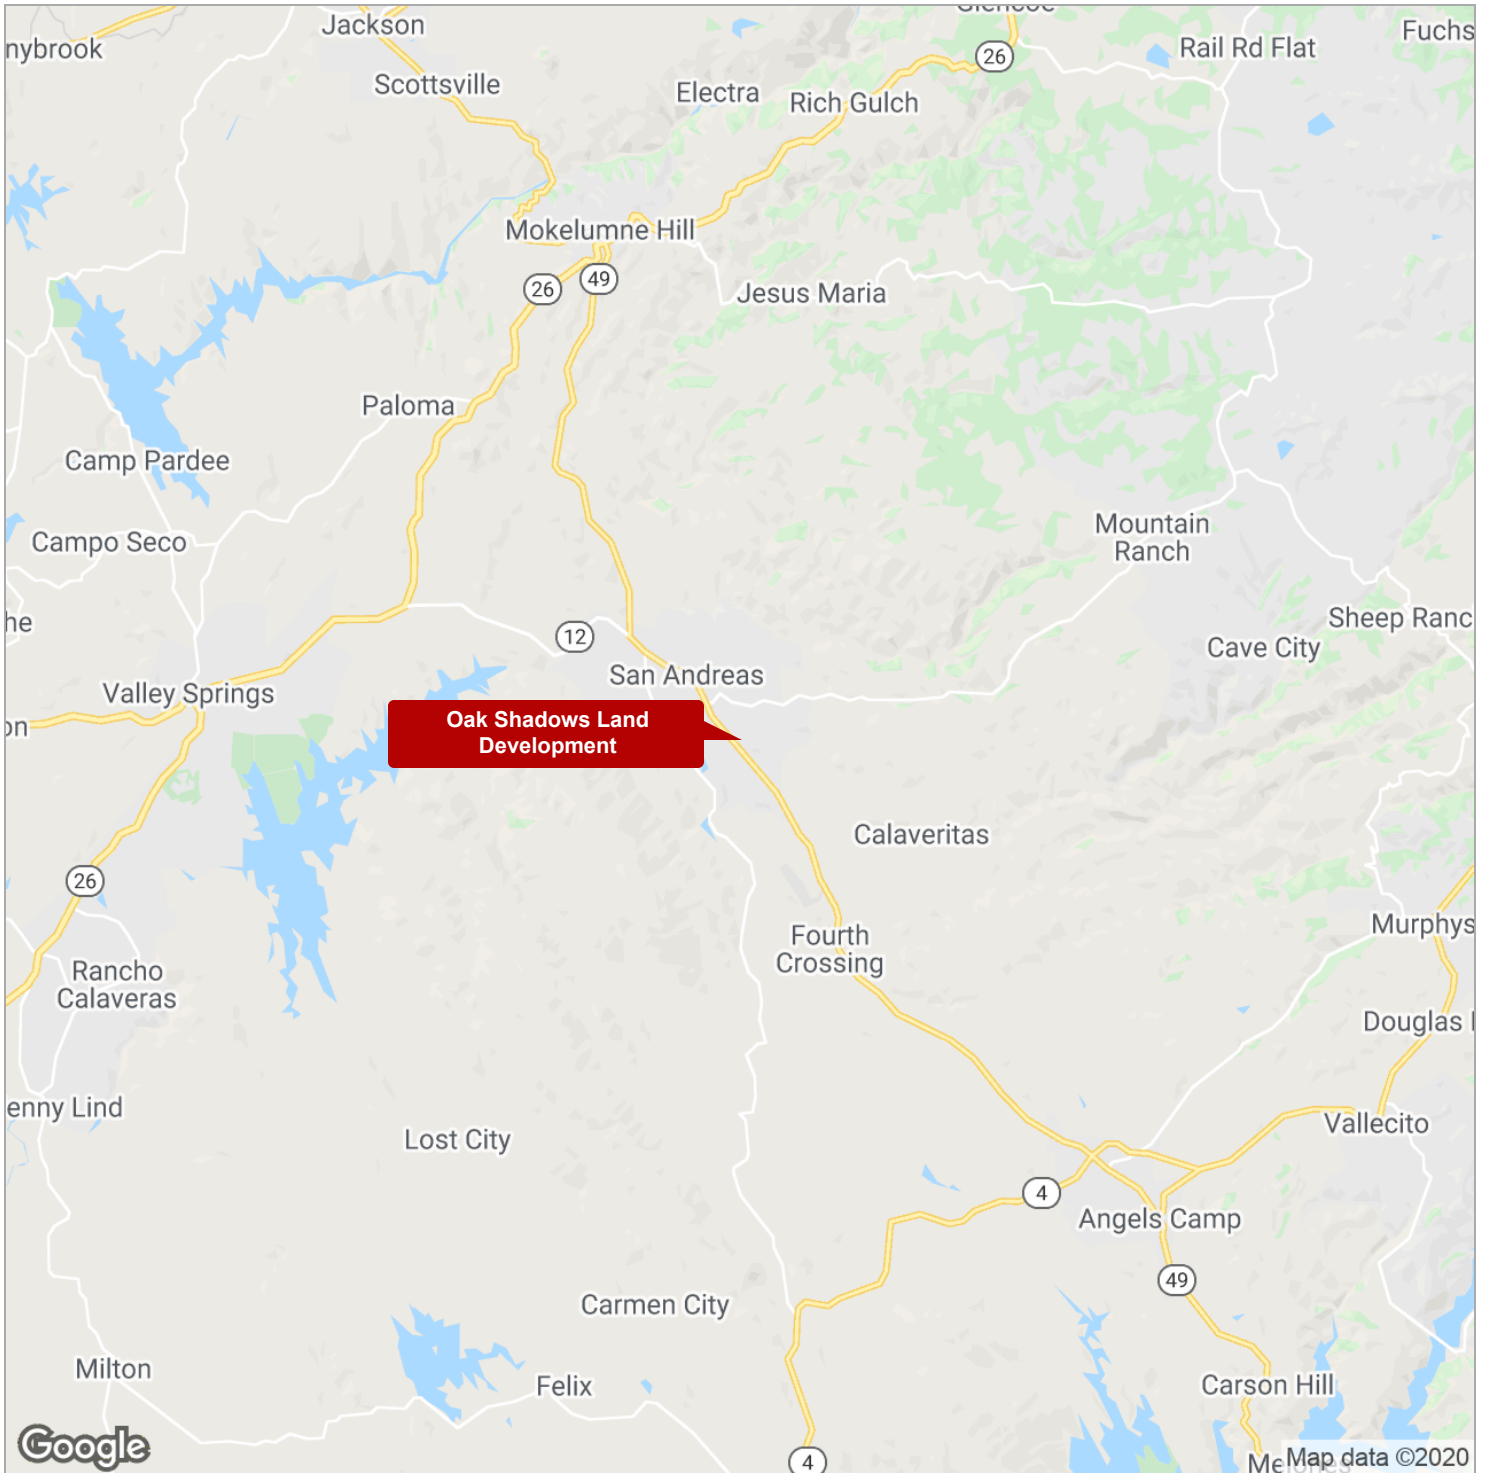 Glencoe
Jackson
Fuchs
nybrook
26
Rail Rd Flat
Scottsville
Electra
Rich Gulch
Mokelumne Hill
26
49
Jesus Maria
Paloma
Camp Pardee
Mountain
Ranch
Campo Seco
he
12
Sheep Ranc
Cave City
San Andreas
Valley Springs
on
Oak Shadows Land
Development
Calaveritas
26
Murphys
Fourth
Crossing
Rancho
Calaveras
Douglas
enny Lind
Vallecito
Lost City
4
Angels Camp
49
Carmen City
Milton
Felix
Carson Hill
Google
4
Melones
Map data ©2020